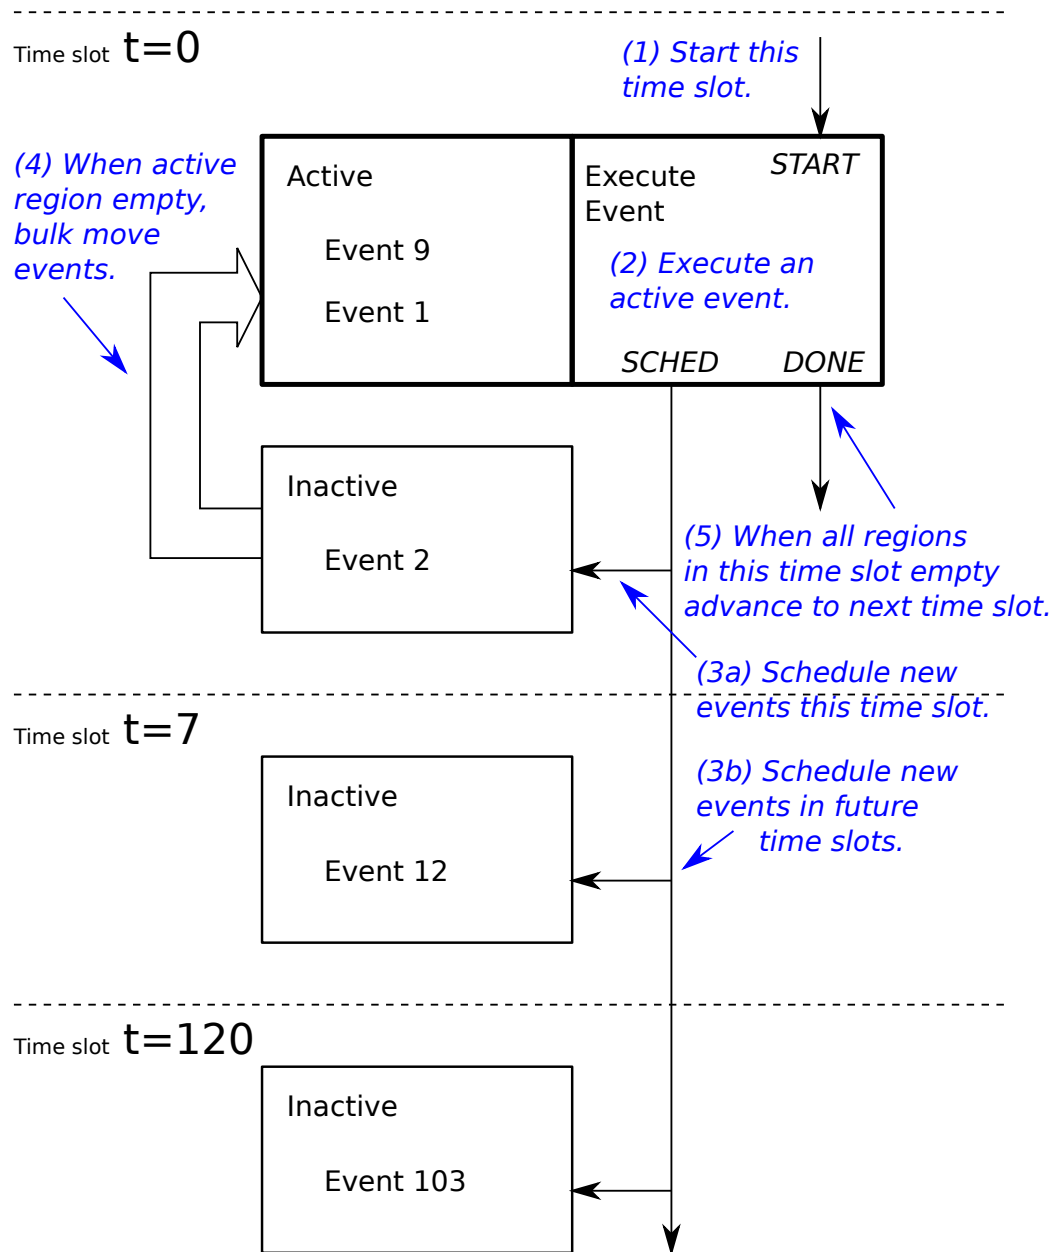 Time slot t=0
(1) Start this
time slot.
(4) When active
region empty,
bulk move
events.
Active
Event 9
Event 1
Execute
Event
START
(2) Execute an
active event.
SCHED
DONE
Inactive
Event 2
(5) When all regions
in this time slot empty
advance to next time slot.
(3a) Schedule new
events this time slot.
Time slot t=7
(3b) Schedule new
events in future
time slots.
Inactive
Event 12
Time slot t=120
Inactive
Event 103